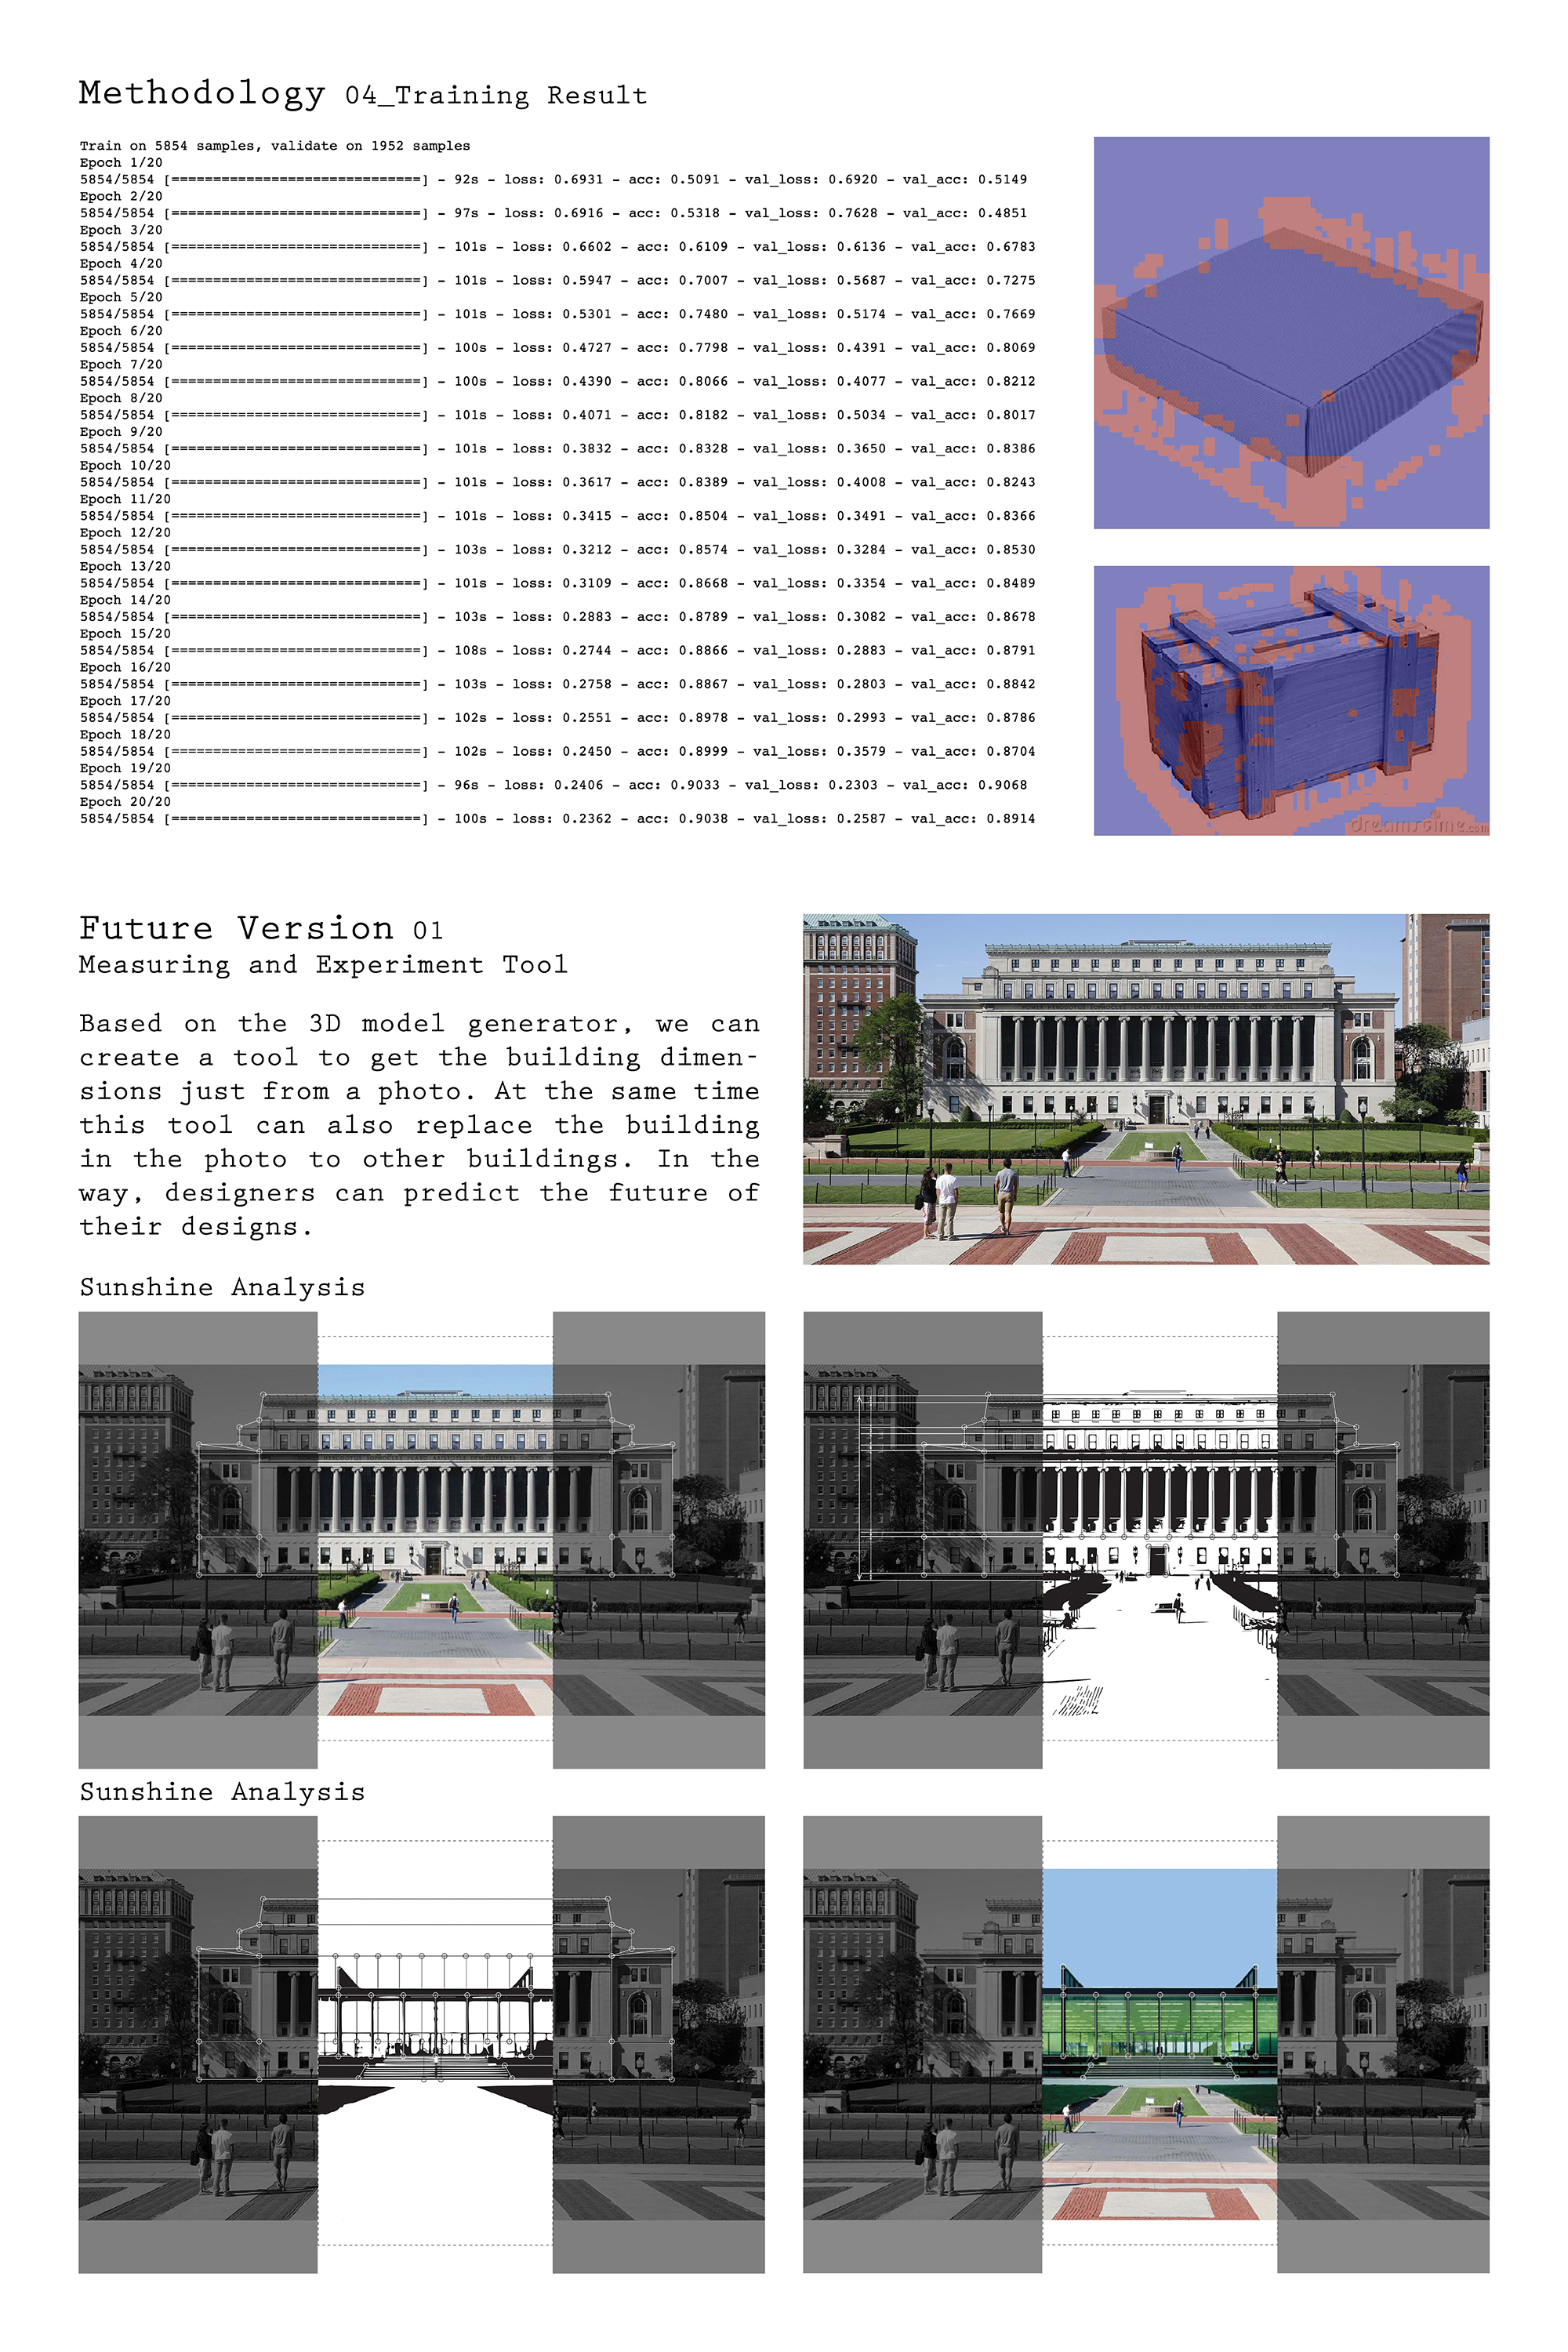 Methodology 04_Training Result
Train on 5854 samples, validate on 1952 samples
Epoch 1/20
5854/5854 [==============================] - 92s - loss: 0.6931 - acc: 0.5091 - val_loss: 0.6920 - val_acc: 0.5149
Epoch 2/20
5854/5854 [==============================] - 97s - loss: 0.6916 - acc: 0.5318 - val_loss: 0.7628 - val_acc: 0.4851
Epoch 3/20
5854/5854 [==============================] - 101s - loss: 0.6602 - acc: 0.6109 - val_loss: 0.6136 - val_acc: 0.6783
Epoch 4/20
5854/5854 [==============================] - 101s - loss: 0.5947 - acc: 0.7007 - val_loss: 0.5687 - val_acc: 0.7275
Epoch 5/20
5854/5854 [==============================] - 101s - loss: 0.5301 - acc: 0.7480 - val_loss: 0.5174 - val_acc: 0.7669
Epoch 6/20
5854/5854 [==============================] - 100s - loss: 0.4727 - acc: 0.7798 - val_loss: 0.4391 - val_acc: 0.8069
Epoch 7/20
5854/5854 [==============================] - 100s - loss: 0.4390 - acc: 0.8066 - val_loss: 0.4077 - val_acc: 0.8212
Epoch 8/20
5854/5854 [==============================] - 101s - loss: 0.4071 - acc: 0.8182 - val_loss: 0.5034 - val_acc: 0.8017
Epoch 9/20
5854/5854 [==============================] - 101s - loss: 0.3832 - acc: 0.8328 - val_loss: 0.3650 - val_acc: 0.8386
Epoch 10/20
5854/5854 [==============================] - 101s - loss: 0.3617 - acc: 0.8389 - val_loss: 0.4008 - val_acc: 0.8243
Epoch 11/20
5854/5854 [==============================] - 101s - loss: 0.3415 - acc: 0.8504 - val_loss: 0.3491 - val_acc: 0.8366
Epoch 12/20
5854/5854 [==============================] - 103s - loss: 0.3212 - acc: 0.8574 - val_loss: 0.3284 - val_acc: 0.8530
Epoch 13/20
5854/5854 [==============================] - 101s - loss: 0.3109 - acc: 0.8668 - val_loss: 0.3354 - val_acc: 0.8489
Epoch 14/20
5854/5854 [==============================] - 103s - loss: 0.2883 - acc: 0.8789 - val_loss: 0.3082 - val_acc: 0.8678
Epoch 15/20
5854/5854 [==============================] - 108s - loss: 0.2744 - acc: 0.8866 - val_loss: 0.2883 - val_acc: 0.8791
Epoch 16/20
5854/5854 [==============================] - 103s - loss: 0.2758 - acc: 0.8867 - val_loss: 0.2803 - val_acc: 0.8842
Epoch 17/20
5854/5854 [==============================] - 102s - loss: 0.2551 - acc: 0.8978 - val_loss: 0.2993 - val_acc: 0.8786
Epoch 18/20
5854/5854 [==============================] - 102s - loss: 0.2450 - acc: 0.8999 - val_loss: 0.3579 - val_acc: 0.8704
Epoch 19/20
5854/5854 [==============================] - 96s - loss: 0.2406 - acc: 0.9033 - val_loss: 0.2303 - val_acc: 0.9068
Epoch 20/20
5854/5854 [==============================] - 100s - loss: 0.2362 - acc: 0.9038 - val_loss: 0.2587 - val_acc: 0.8914
dreamstime.com
Future Version 01
Measuring and Experiment Tool
Based on the 3D model generator, we can
create a tool to get the building dimen-
sions just from a photo. At the same time
this tool can also replace the building
in the photo to other buildings. In the
way, designers can predict the future of
their designs.
Sunshine Analysis
Sunshine Analysis